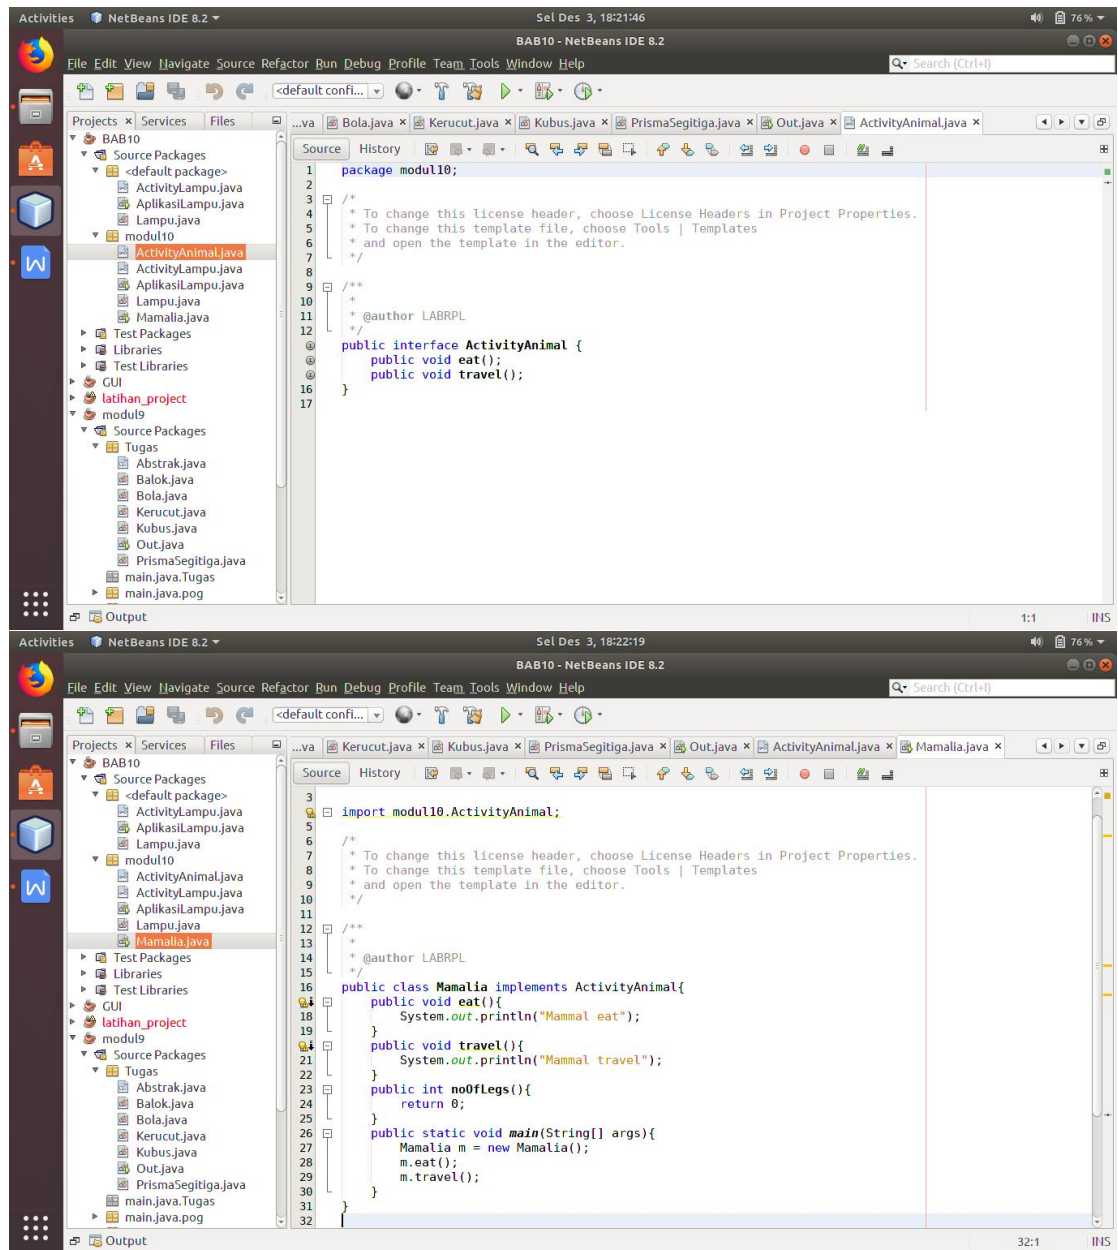 Activities NetBeans IDE 8.2 Sel Des 3, 18:21:46 76%
BAB10 - NetBeans IDE 8.2
File Edit View Navigate Source Refactor Run Debug Profile Team Tools Window Help Search (Ctrl+I)
<default confi...
Projects Services Files ...va Bola.java Kerucut.java Kubus.java PrismaSegitiga.java Out.java ActivityAnimal.java
Source History
BAB10
Source Packages
<default package>
ActivityLampu.java
AplikasiLampu.java
Lampu.java
modul10
ActivityAnimal.java
ActivityLampu.java
AplikasiLampu.java
Lampu.java
Mamalia.java
Test Packages
Libraries
Test Libraries
GUI
latihan_project
modul9
Source Packages
Tugas
Abstrak.java
Balok.java
Bola.java
Kerucut.java
Kubus.java
Out.java
PrismaSegitiga.java
main.java.Tugas
main.java.pog
1 package modul10;
2
3 /*
4 * To change this license header, choose License Headers in Project Properties.
5 * To change this template file, choose Tools | Templates
6 * and open the template in the editor.
7 */
8
9 /**
10 *
11 * @author LABRPL
12 */
public interface ActivityAnimal {
public void eat();
public void travel();
16 }
17
Output 1:1 INS
Activities NetBeans IDE 8.2 Sel Des 3, 18:22:19 76%
BAB10 - NetBeans IDE 8.2
File Edit View Navigate Source Refactor Run Debug Profile Team Tools Window Help Search (Ctrl+I)
<default confi...
Projects Services Files ...va Kerucut.java Kubus.java PrismaSegitiga.java Out.java ActivityAnimal.java Mamalia.java
Source History
BAB10
Source Packages
<default package>
ActivityLampu.java
AplikasiLampu.java
Lampu.java
modul10
ActivityAnimal.java
ActivityLampu.java
AplikasiLampu.java
Lampu.java
Mamalia.java
Test Packages
Libraries
Test Libraries
GUI
latihan_project
modul9
Source Packages
Tugas
Abstrak.java
Balok.java
Bola.java
Kerucut.java
Kubus.java
Out.java
PrismaSegitiga.java
main.java.Tugas
main.java.pog
3
import modul10.ActivityAnimal;
5
6 /*
7 * To change this license header, choose License Headers in Project Properties.
8 * To change this template file, choose Tools | Templates
9 * and open the template in the editor.
10 */
11
12 /**
13 *
14 * @author LABRPL
15 */
16 public class Mamalia implements ActivityAnimal{
public void eat(){
18 System.out.println("Mammal eat");
19 }
public void travel(){
21 System.out.println("Mammal travel");
22 }
23 public int noOfLegs(){
24 return 0;
25 }
26 public static void main(String[] args){
27 Mamalia m = new Mamalia();
28 m.eat();
29 m.travel();
30 }
31 }
32
Output 32:1 INS